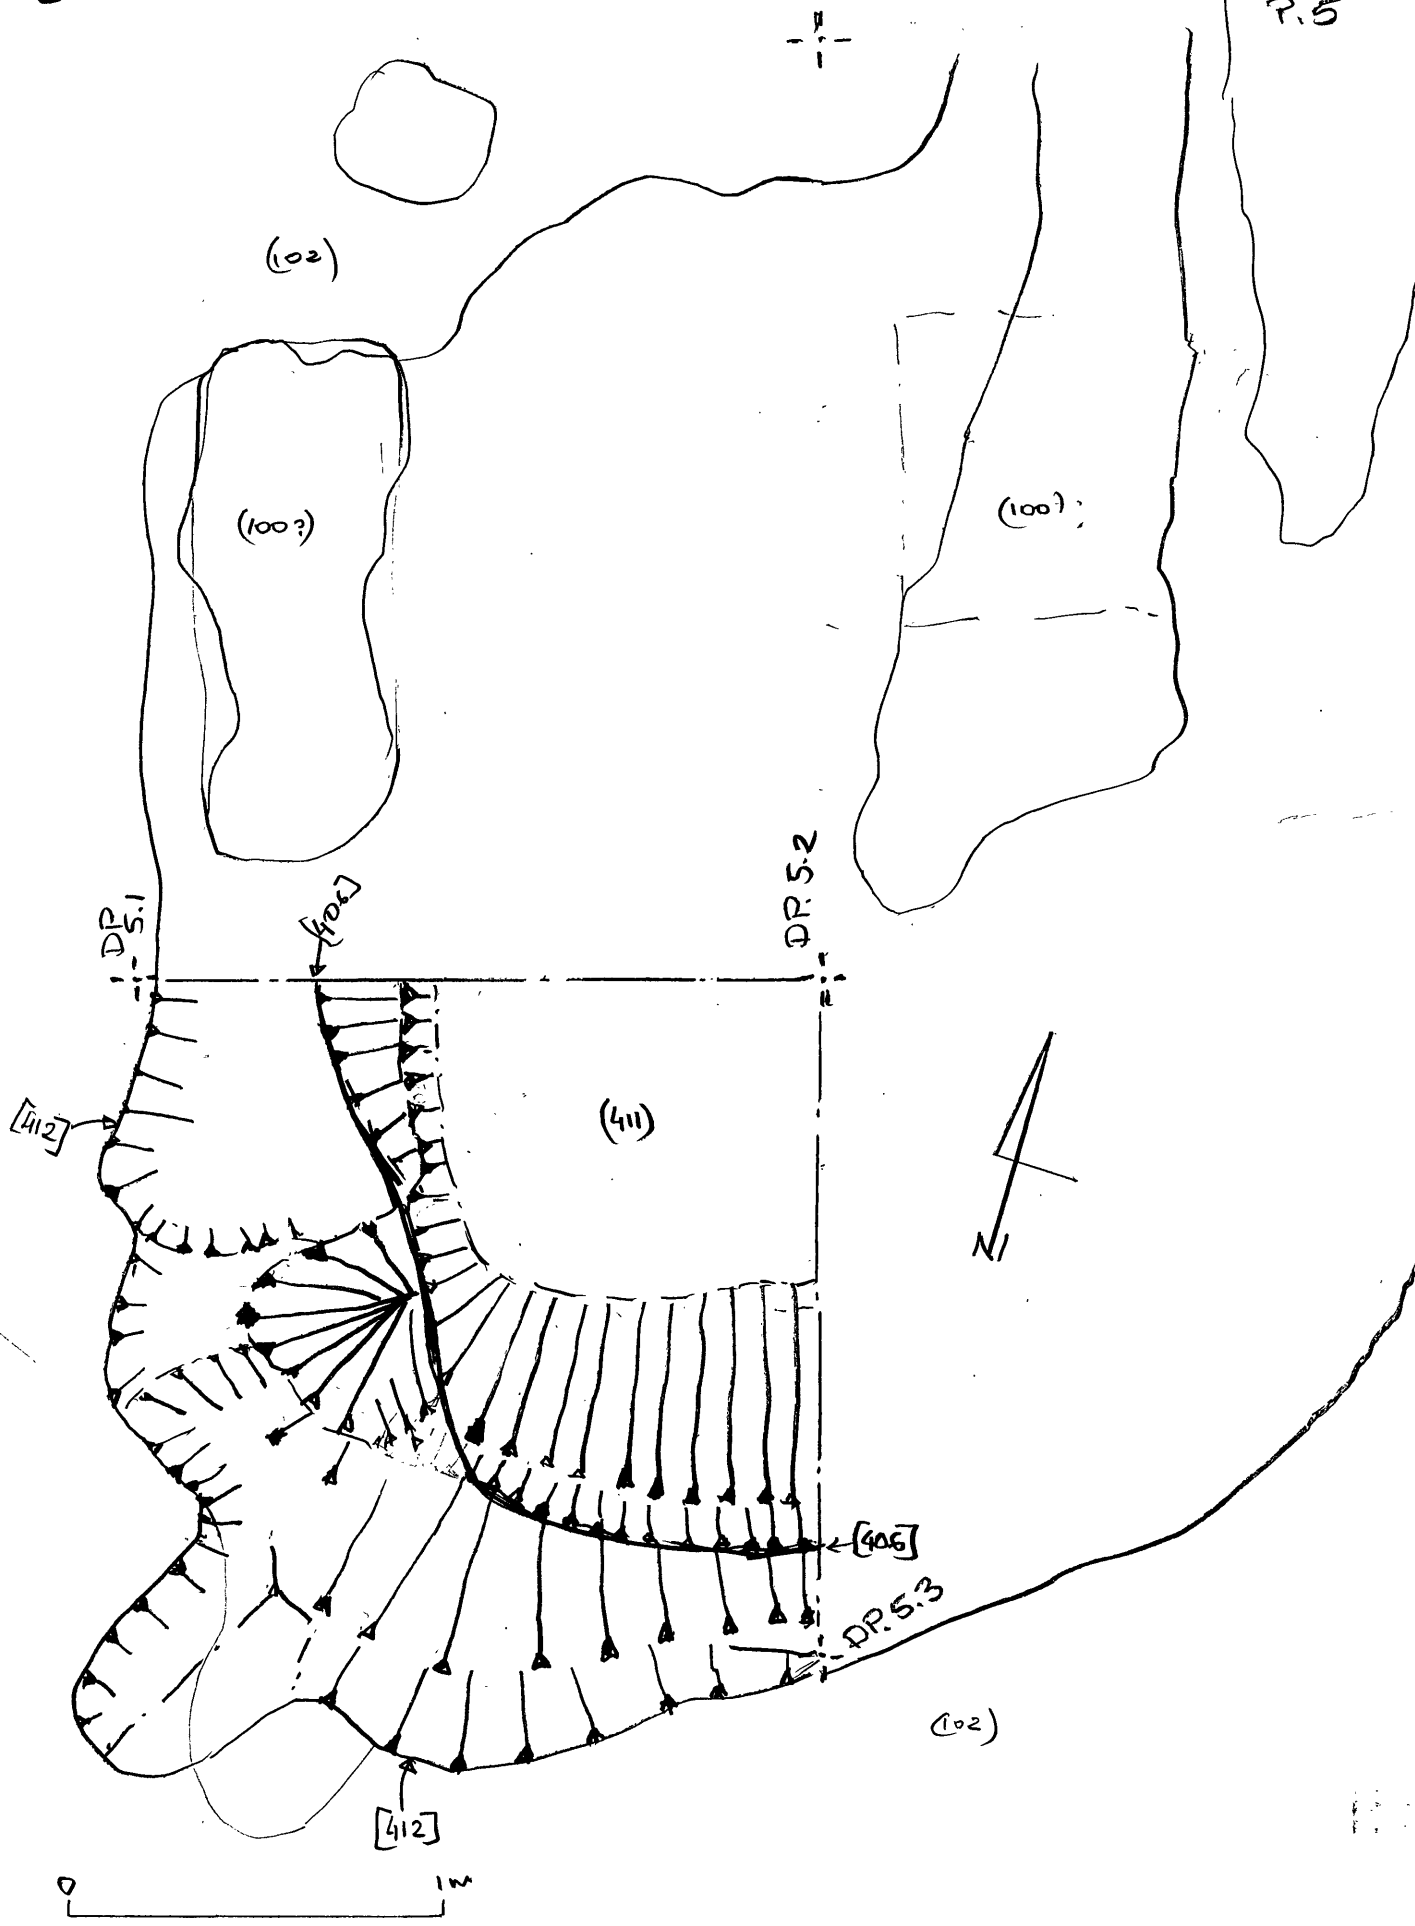 P.5
(102)
(100?)
(100?)
DP. 5.2
DP 5.1
[406]
[412]
(411)
N
[406]
DP. 5.3
(102)
[412]
0 1m